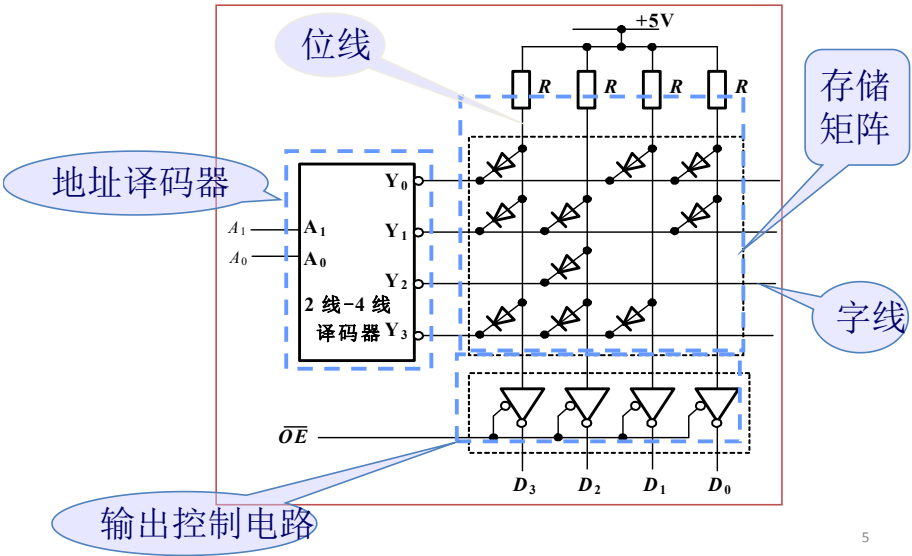 +5V
位线
R R R R
存储
矩阵
地址译码器
Y₀
A₁ A₁ Y₁
A₀ A₀
Y₂
2 线-4 线
译码器 Y₃
字线
O̅E̅
D₃ D₂ D₁ D₀
输出控制电路
5